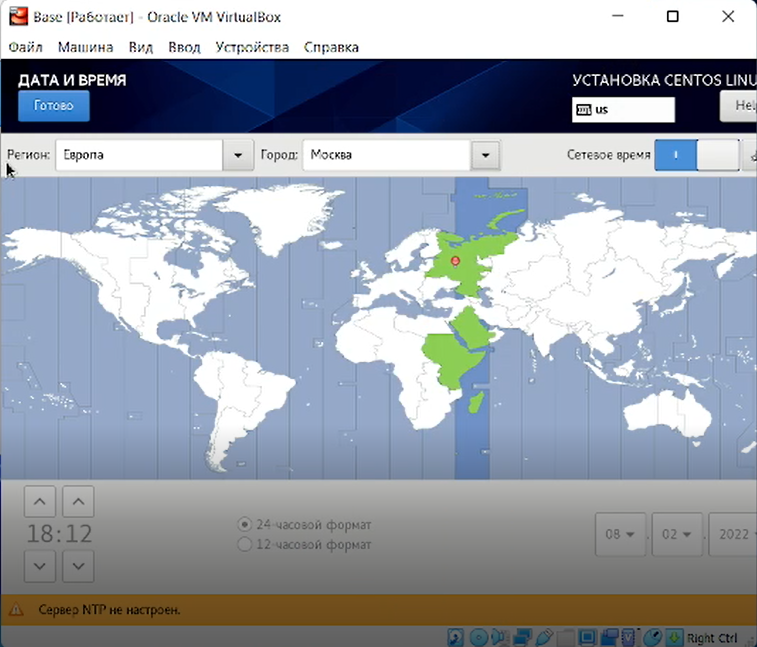 Base [Работает] - Oracle VM VirtualBox
Файл Машина Вид Ввод Устройства Справка
ДАТА И ВРЕМЯ
УСТАНОВКА CENTOS LINU
Готово
us
Hel
Регион: Европа Город: Москва Сетевое время
18:12
24-часовой формат
12-часовой формат
08 . 02 . 2022
Сервер NTP не настроен.
Right Ctrl